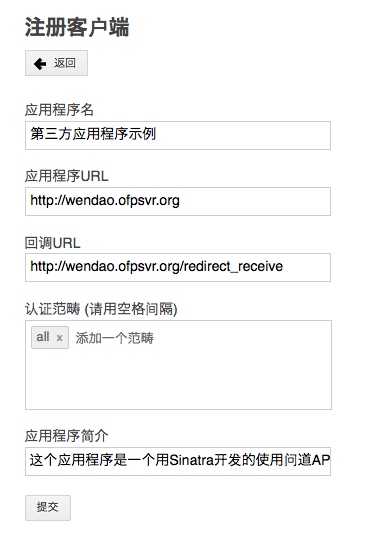 注册客户端
返回
应用程序名
第三方应用程序示例
应用程序URL
http://wendao.ofpsvr.org
回调URL
http://wendao.ofpsvr.org/redirect_receive
认证范畴 (请用空格间隔)
all x 添加一个范畴
应用程序简介
这个应用程序是一个用Sinatra开发的使用问道AP
提交